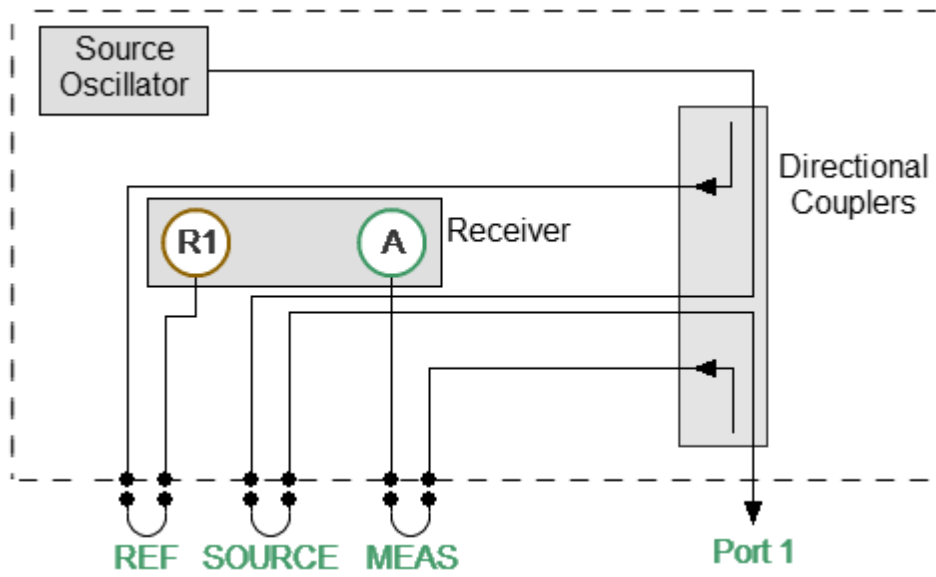 Source
Oscillator
Directional
Couplers
R1
A
Receiver
REF
SOURCE
MEAS
Port 1